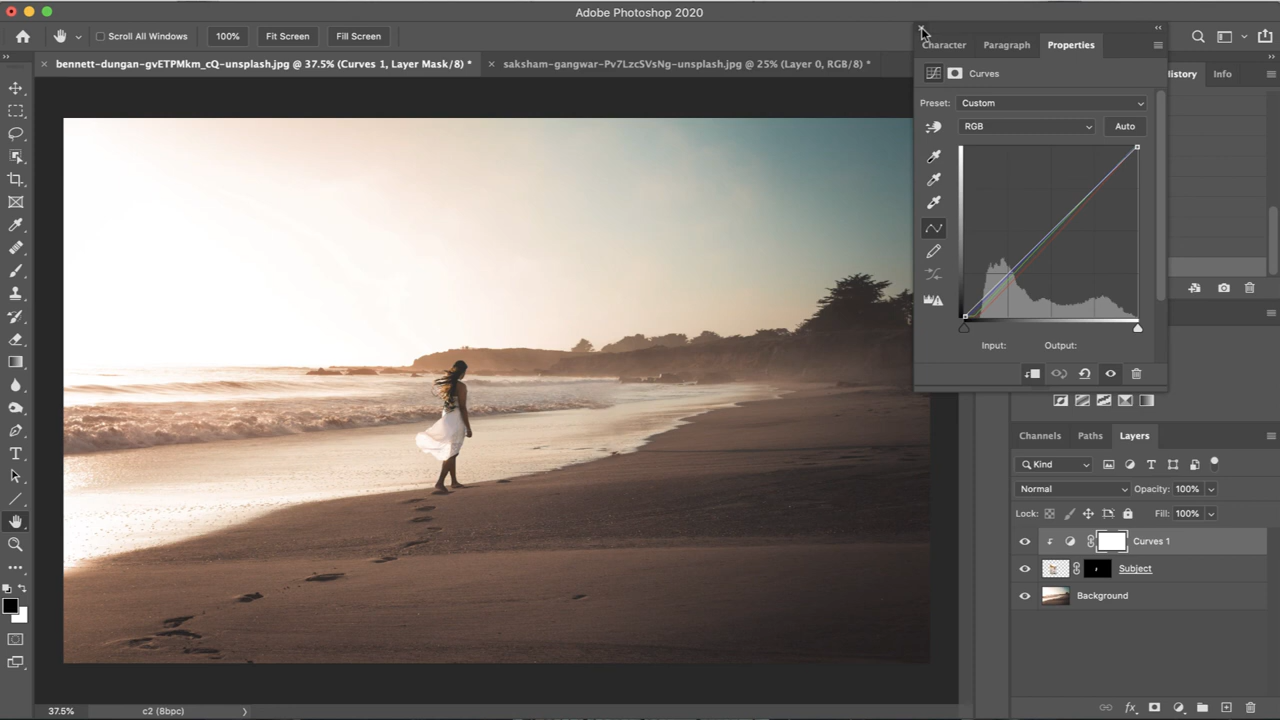 Adobe Photoshop 2020
Scroll All Windows 100% Fit Screen Fill Screen
bennett-dungan-gvETPMkm_cQ-unsplash.jpg @ 37.5% (Curves 1, Layer Mask/8) *
saksham-gangwar-Pv7LzcSVsNg-unsplash.jpg @ 25% (Layer 0, RGB/8) *
Character Paragraph Properties
History Info
Curves
Preset: Custom
RGB Auto
Input: Output:
Channels Paths Layers
Kind
Normal Opacity: 100%
Lock: Fill: 100%
Curves 1
Subject
Background
37.5% c2 (8bpc)